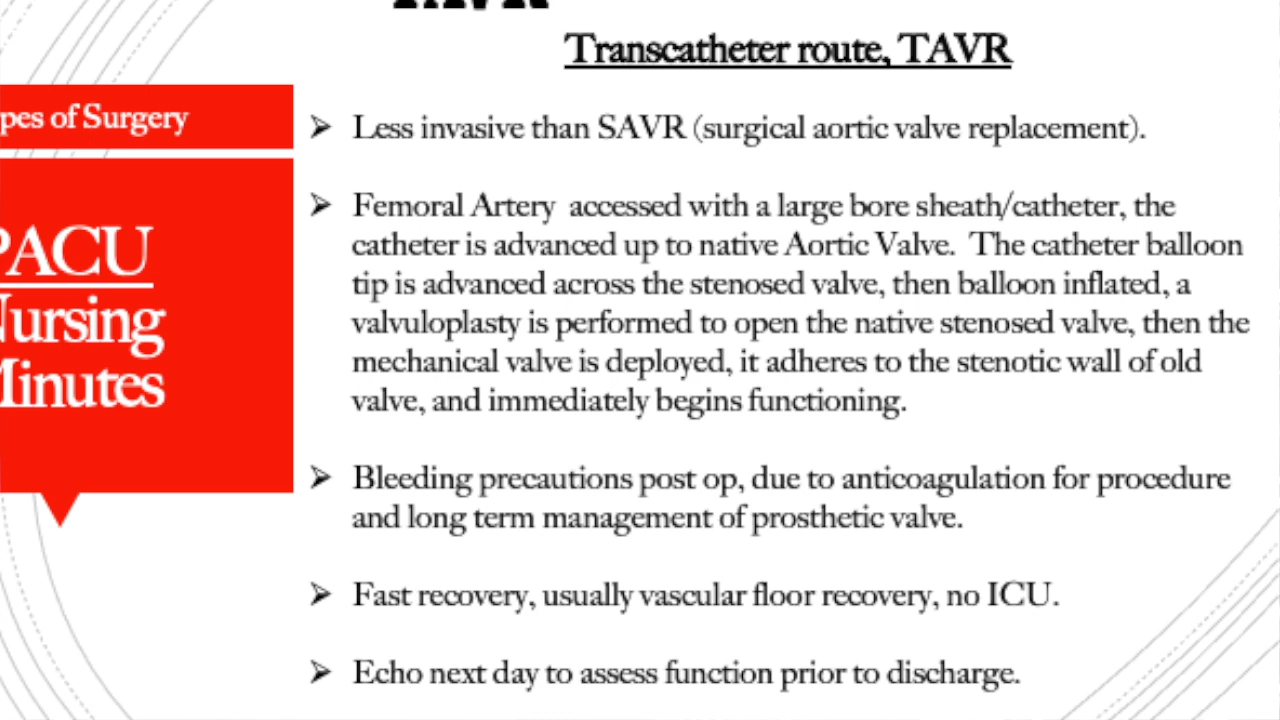 TAVR
Transcatheter route, TAVR
pes of Surgery
PACU
Nursing
Minutes
➢ Less invasive than SAVR (surgical aortic valve replacement).
➢ Femoral Artery accessed with a large bore sheath/catheter, the
catheter is advanced up to native Aortic Valve. The catheter balloon
tip is advanced across the stenosed valve, then balloon inflated, a
valvuloplasty is performed to open the native stenosed valve, then the
mechanical valve is deployed, it adheres to the stenotic wall of old
valve, and immediately begins functioning.
➢ Bleeding precautions post op, due to anticoagulation for procedure
and long term management of prosthetic valve.
➢ Fast recovery, usually vascular floor recovery, no ICU.
➢ Echo next day to assess function prior to discharge.